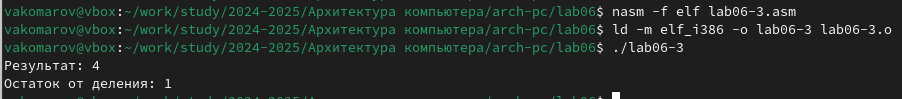 vakomarov@vbox:~/work/study/2024-2025/Архитектура компьютера/arch-pc/lab06$ nasm -f elf lab06-3.asm
vakomarov@vbox:~/work/study/2024-2025/Архитектура компьютера/arch-pc/lab06$ ld -m elf_i386 -o lab06-3 lab06-3.o
vakomarov@vbox:~/work/study/2024-2025/Архитектура компьютера/arch-pc/lab06$ ./lab06-3
Результат: 4
Остаток от деления: 1